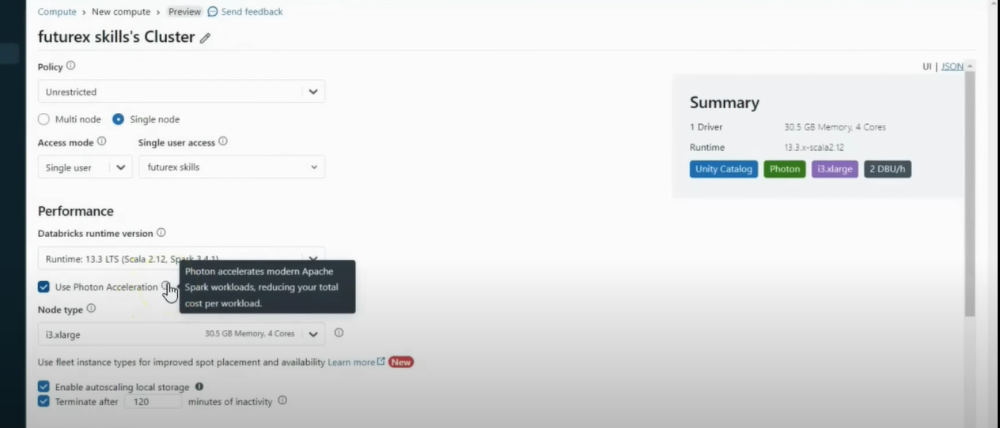 Compute › New compute › Preview Send feedback
futurex skills's Cluster
Policy
UI | JSON
Unrestricted
Summary
Multi node Single node
1 Driver 30.5 GB Memory, 4 Cores
Access mode Single user access
Runtime 13.3.x-scala2.12
Single user futurex skills
Unity Catalog Photon i3.xlarge 2 DBU/h
Performance
Databricks runtime version
Runtime: 13.3 LTS (Scala 2.12, Spark 3.4.1)
Photon accelerates modern Apache
Use Photon Acceleration Spark workloads, reducing your total
cost per workload.
Node type
i3.xlarge 30.5 GB Memory, 4 Cores
Use fleet instance types for improved spot placement and availability Learn more New
Enable autoscaling local storage
Terminate after 120 minutes of inactivity